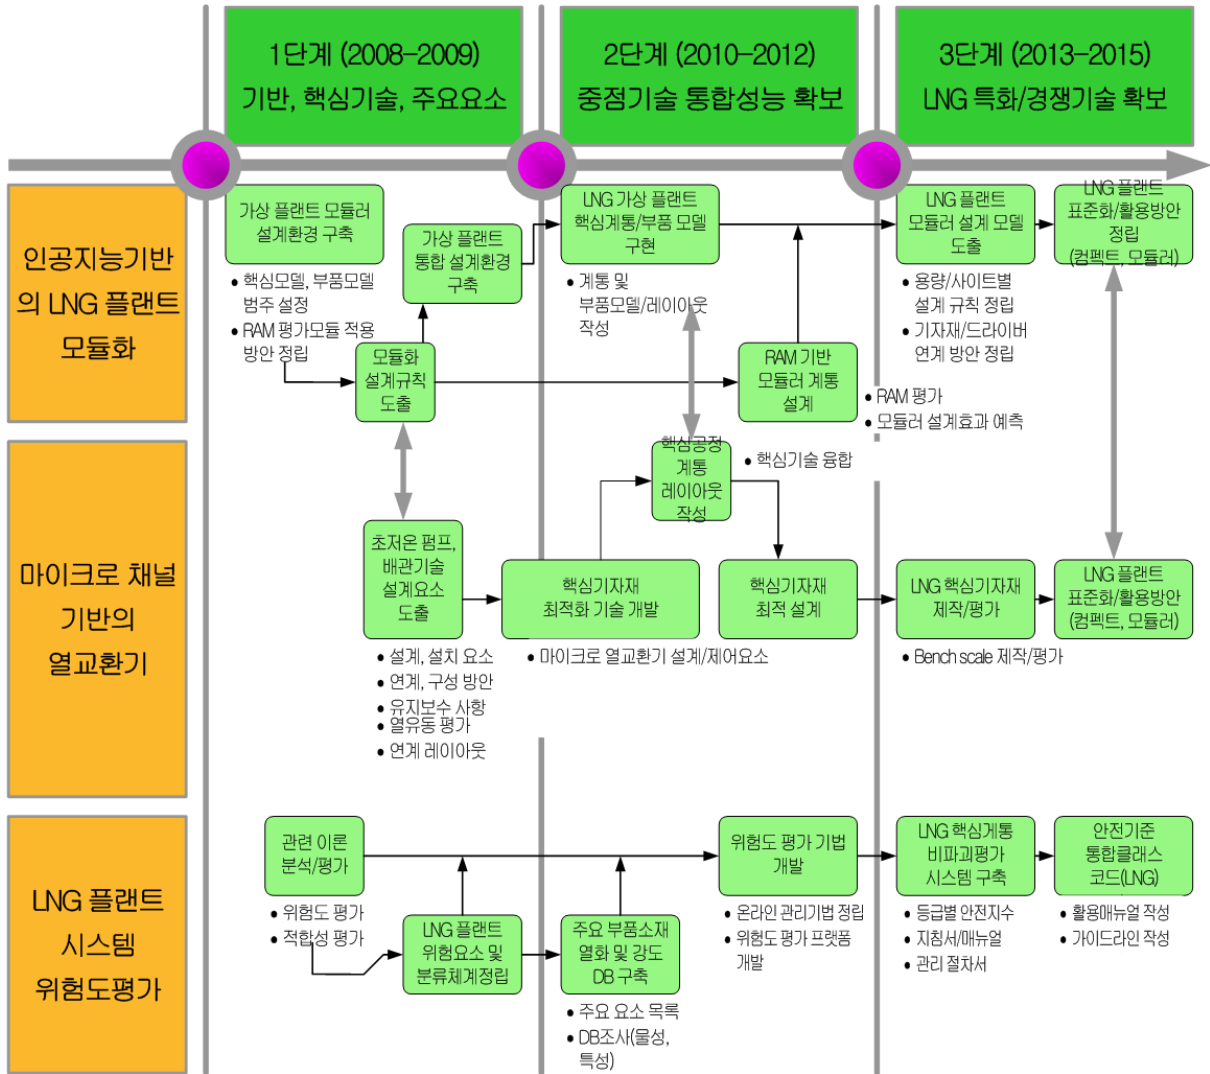 1단계 (2008-2009)
기반, 핵심기술, 주요요소
2단계 (2010-2012)
중점기술 통합성능 확보
3단계 (2013-2015)
LNG 특화/경쟁기술 확보
인공지능기반
의 LNG 플랜트
모듈화
가상 플랜트 모듈러
설계환경 구축
• 핵심모델, 부품모델
범주 설정
• RAM 평가모듈 적용
방안 정립
모듈화
설계규칙
도출
가상 플랜트
통합 설계환경
구축
LNG 가상 플랜트
핵심계통/부품 모델
구현
• 계통 및
부품모델/레이아웃
작성
RAM 기반
모듈러 계통
설계
• RAM 평가
• 모듈러 설계효과 예측
LNG 플랜트
모듈러 설계 모델
도출
• 용량/사이트별
설계 규칙 정립
• 기자재/드라이버
연계 방안 정립
LNG 플랜트
표준화/활용방안
정립
(컴펙트, 모듈러)
마이크로 채널
기반의
열교환기
초저온 펌프,
배관기술
설계요소
도출
• 설계, 설치 요소
• 연계, 구성 방안
• 유지보수 사항
• 열유동 평가
• 연계 레이아웃
핵심기자재
최적화 기술 개발
• 마이크로 열교환기 설계/제어요소
핵심공정
계통
레이아웃
작성
• 핵심기술 융합
핵심기자재
최적 설계
LNG 핵심기자재
제작/평가
• Bench scale 제작/평가
LNG 플랜트
표준화/활용방안
(컴펙트, 모듈러)
LNG 플랜트
시스템
위험도평가
관련 이론
분석/평가
• 위험도 평가
• 적합성 평가
LNG 플랜트
위험요소 및
분류체계정립
주요 부품소재
열화 및 강도
DB 구축
• 주요 요소 목록
• DB조사(물성,
특성)
위험도 평가 기법
개발
• 온라인 관리기법 정립
• 위험도 평가 프랫폼
개발
LNG 핵심게통
비파괴평가
시스템 구축
• 등급별 안전지수
• 지침서/매뉴얼
• 관리 절차서
안전기준
통합클래스
코드(LNG)
• 활용매뉴얼 작성
• 가이드라인 작성